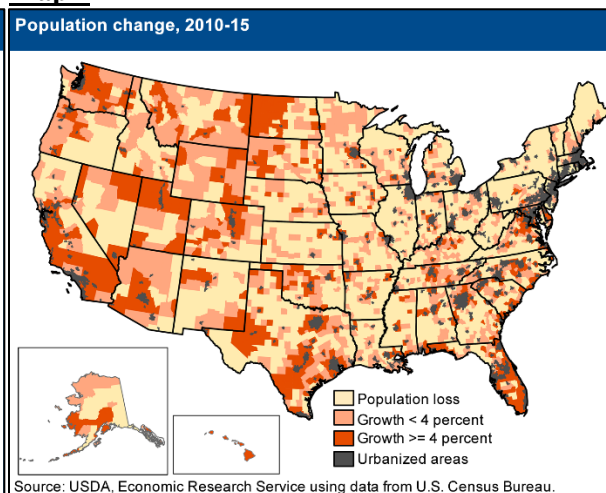 Population change, 2010-15
Population loss
Growth < 4 percent
Growth >= 4 percent
Urbanized areas
Source: USDA, Economic Research Service using data from U.S. Census Bureau.